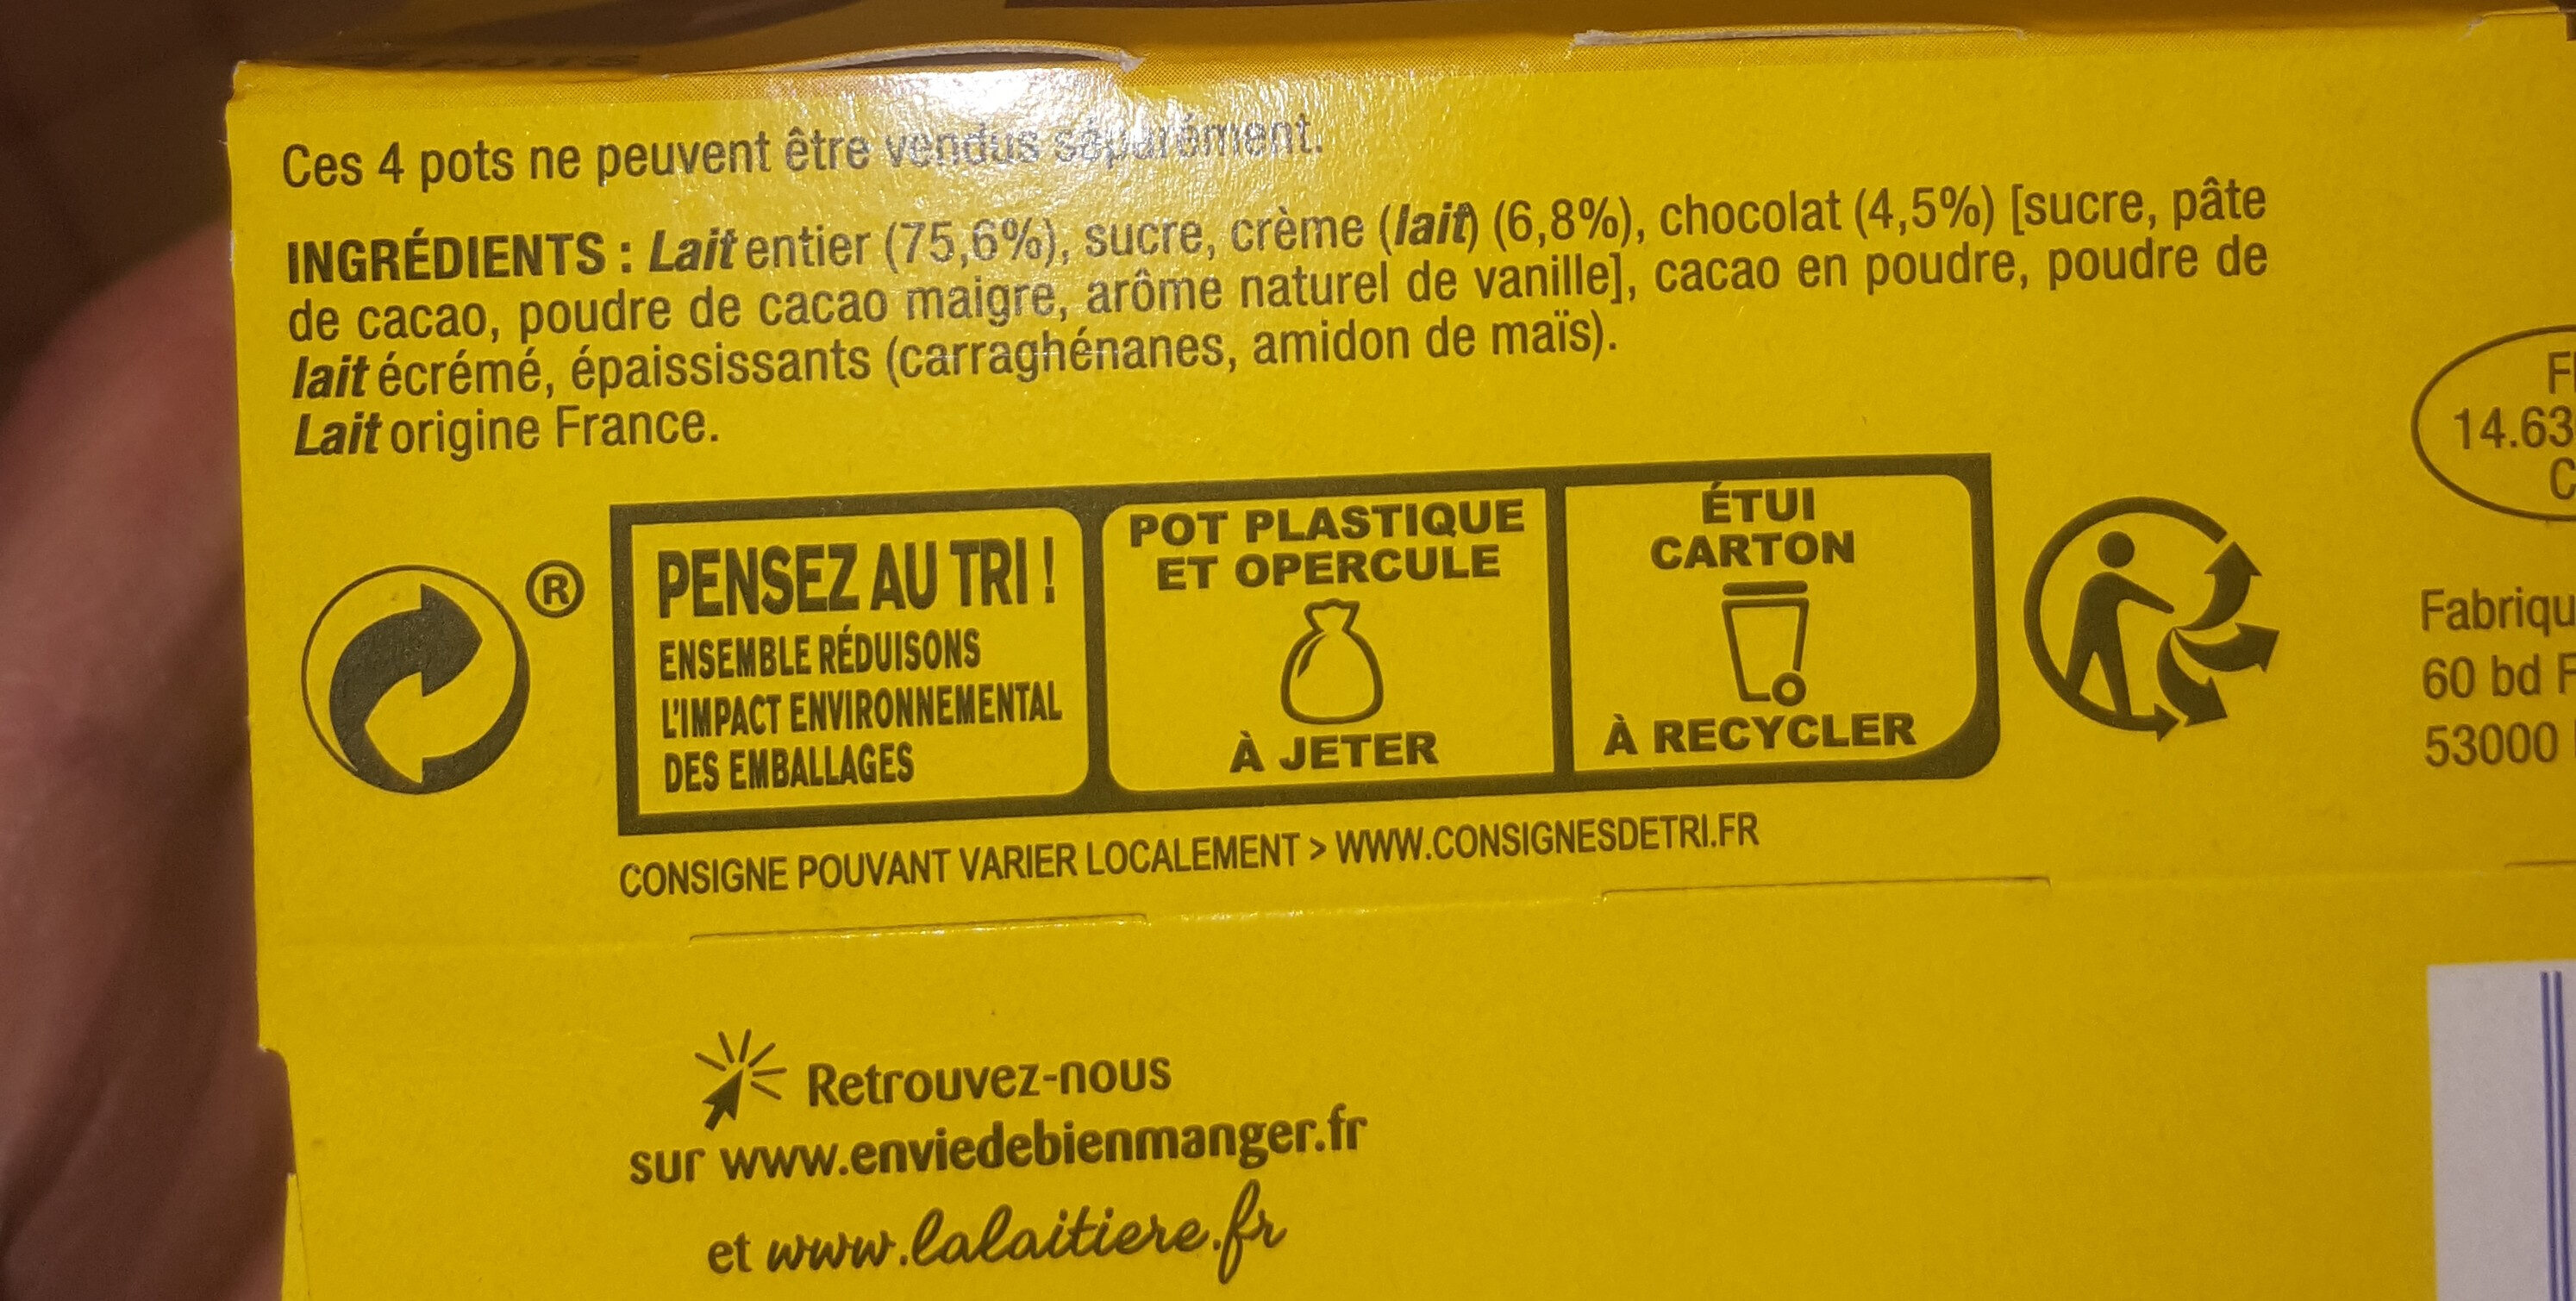 Ces 4 pots ne peuvent être vendus séparément.
INGRÉDIENTS : Lait entier (75,6%), sucre, crème (lait) (6,8%), chocolat (4,5%) [sucre, pâte
de cacao, poudre de cacao maigre, arôme naturel de vanille], cacao en poudre, poudre de
lait écrémé, épaississants (carraghénanes, amidon de maïs).
Lait origine France.
®
PENSEZ AU TRI !
ENSEMBLE RÉDUISONS
L'IMPACT ENVIRONNEMENTAL
DES EMBALLAGES
POT PLASTIQUE
ET OPERCULE
À JETER
ÉTUI
CARTON
À RECYCLER
CONSIGNE POUVANT VARIER LOCALEMENT > WWW.CONSIGNESDETRI.FR
14.63
Fabriqu
60 bd
53000
Retrouvez-nous
sur www.enviedebienmanger.fr
et www.lalaitiere.fr